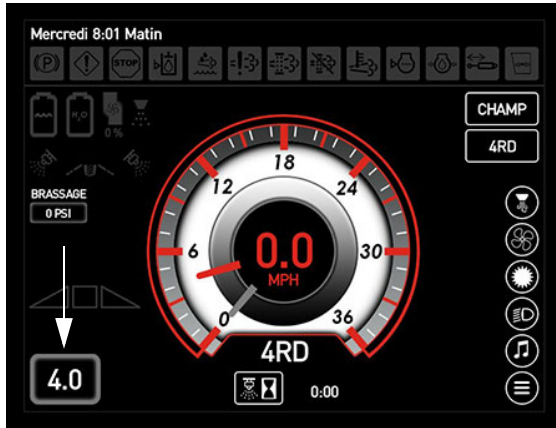 Mercredi 8:01 Matin
(P)
STOP
H₂O
0 %
CHAMP
4RD
BRASSAGE
0 PSI
0
6
12
18
24
30
36
0.0
MPH
4RD
4.0
0:00